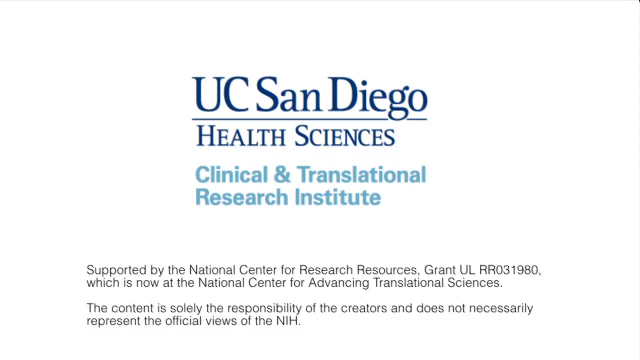 UC San Diego
HEALTH SCIENCES
Clinical & Translational
Research Institute
Supported by the National Center for Research Resources, Grant UL RR031980,
which is now at the National Center for Advancing Translational Sciences.
The content is solely the responsibility of the creators and does not necessarily
represent the official views of the NIH.